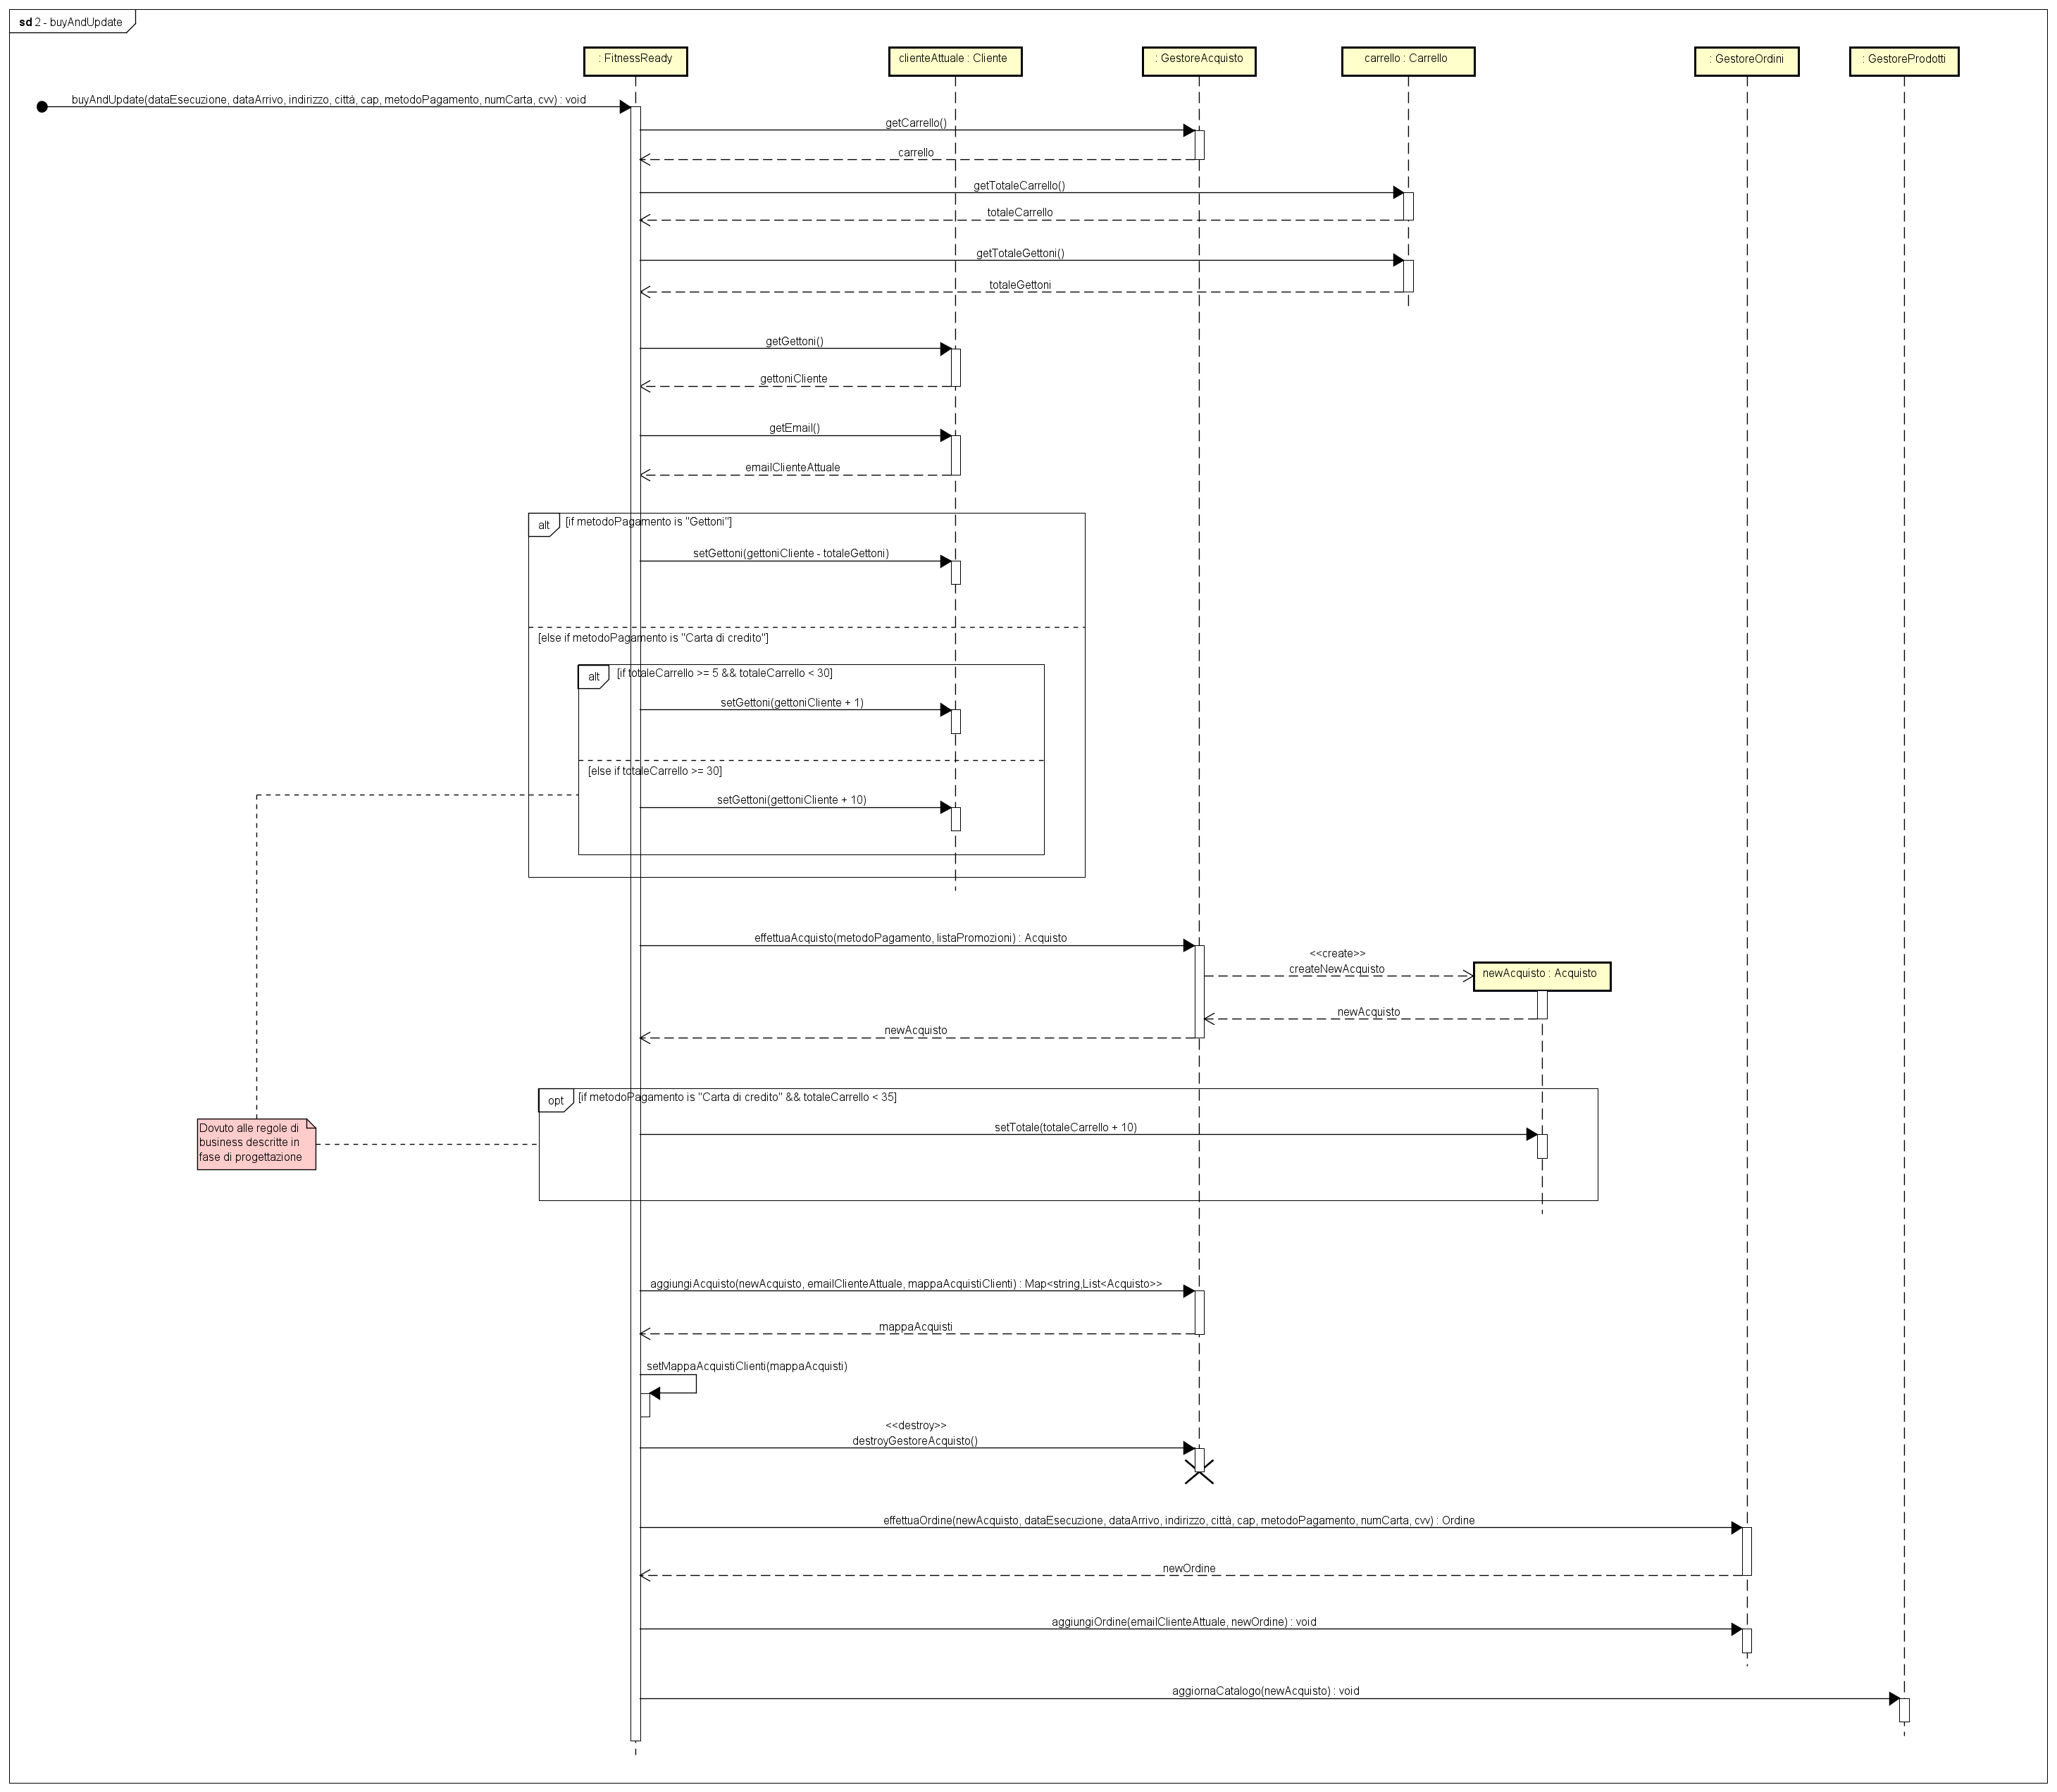 sd 2 - buyAndUpdate
: FitnessReady
clienteAttuale : Cliente
: GestoreAcquisto
carrello : Carrello
: GestoreOrdini
: GestoreProdotti
buyAndUpdate(dataEsecuzione, dataArrivo, indirizzo, città, cap, metodoPagamento, numCarta, cvv) : void
getCarrello()
carrello
getTotaleCarrello()
totaleCarrello
getTotaleGettoni()
totaleGettoni
getGettoni()
gettoniCliente
getEmail()
emailClienteAttuale
alt
[if metodoPagamento is "Gettoni"]
setGettoni(gettoniCliente - totaleGettoni)
[else if metodoPagamento is "Carta di credito"]
alt
[if totaleCarrello >= 5 && totaleCarrello < 30]
setGettoni(gettoniCliente + 1)
[else if totaleCarrello >= 30]
setGettoni(gettoniCliente + 10)
effettuaAcquisto(metodoPagamento, listaPromozioni) : Acquisto
<<create>>
createNewAcquisto
newAcquisto : Acquisto
newAcquisto
newAcquisto
opt
[if metodoPagamento is "Carta di credito" && totaleCarrello < 35]
setTotale(totaleCarrello + 10)
Dovuto alle regole di
business descritte in
fase di progettazione
aggiungiAcquisto(newAcquisto, emailClienteAttuale, mappaAcquistiClienti) : Map<string,List<Acquisto>>
mappaAcquisti
setMappaAcquistiClienti(mappaAcquisti)
<<destroy>>
destroyGestoreAcquisto()
effettuaOrdine(newAcquisto, dataEsecuzione, dataArrivo, indirizzo, città, cap, metodoPagamento, numCarta, cvv) : Ordine
newOrdine
aggiungiOrdine(emailClienteAttuale, newOrdine) : void
aggiornaCatalogo(newAcquisto) : void